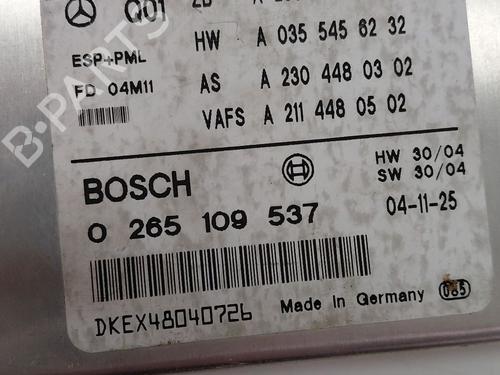 Q01 ZB
HW A 035 545 62 32
ESP+PML
FD 04M11
AS A 230 448 03 02
VAFS A 211 448 05 02
B-PARTS
HW 30/04
SW 30/04
BOSCH
0 265 109 537
04-11-25
DKEX48040726
Made in Germany 065